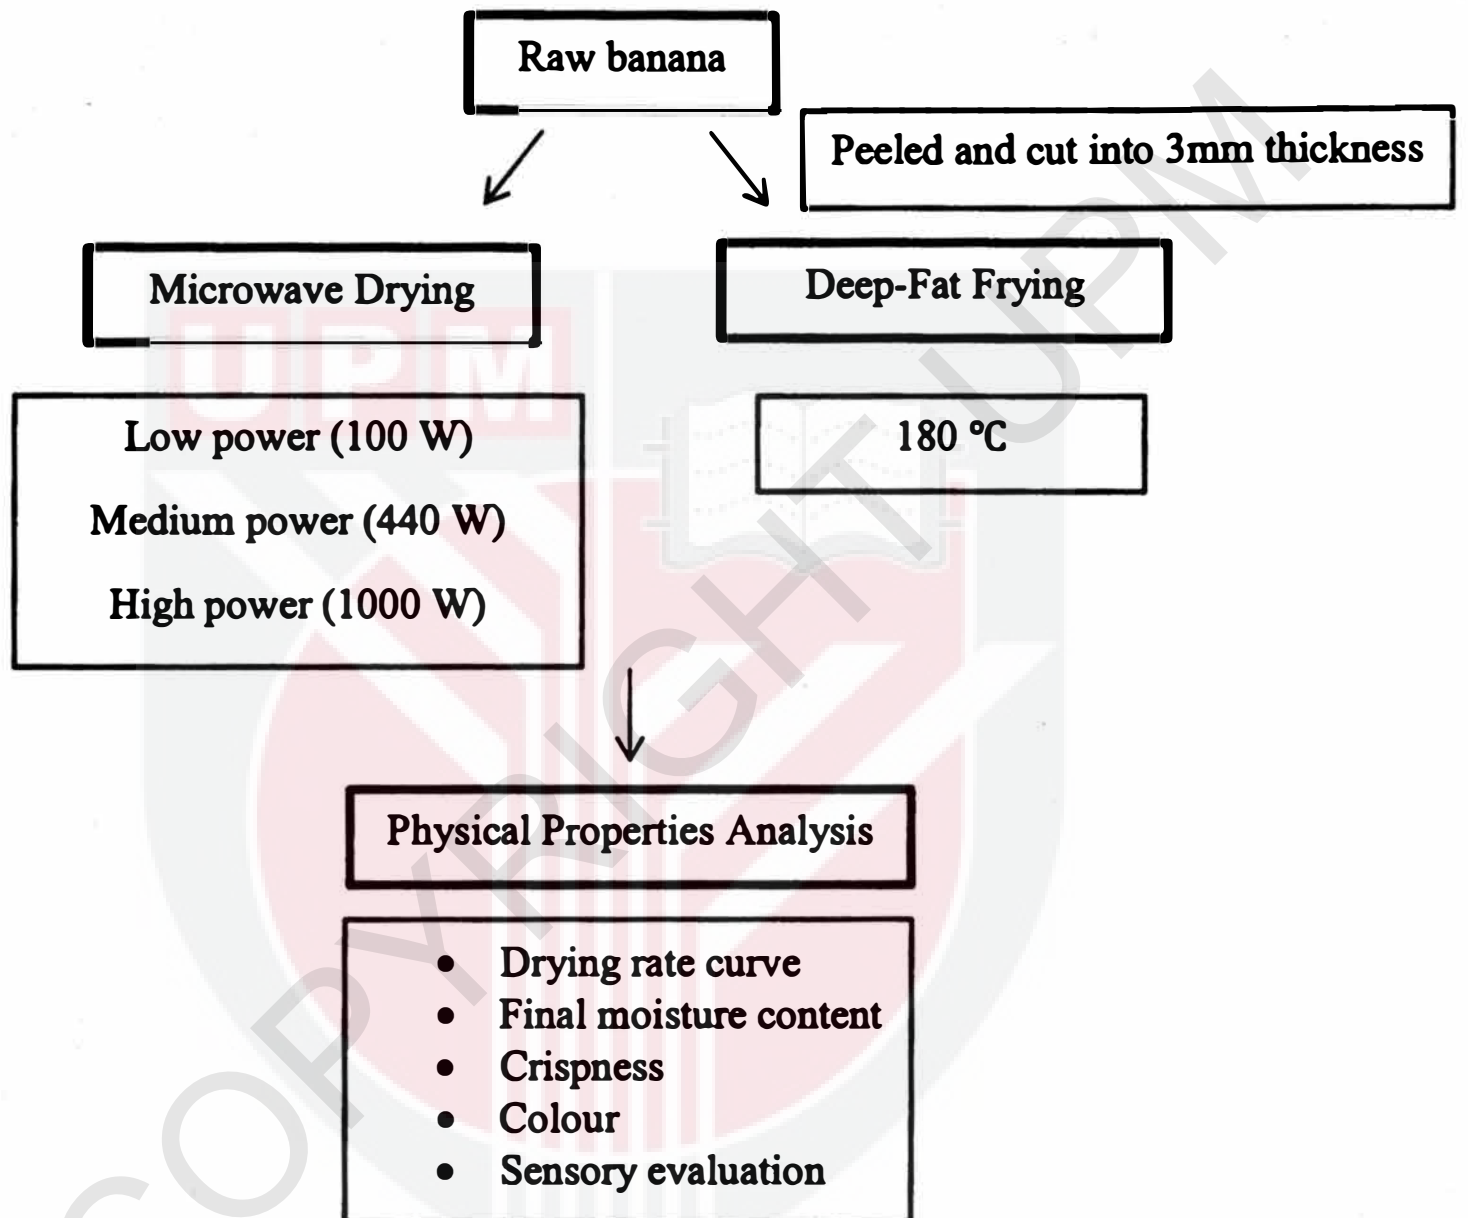 Raw banana
Peeled and cut into 3mm thickness
Microwave Drying
Deep-Fat Frying
UPM
Low power (100 W)
Medium power (440 W)
High power (1000 W)
180 °C
Physical Properties Analysis
• Drying rate curve
• Final moisture content
• Crispness
• Colour
• Sensory evaluation
COPYRIGHT UPM